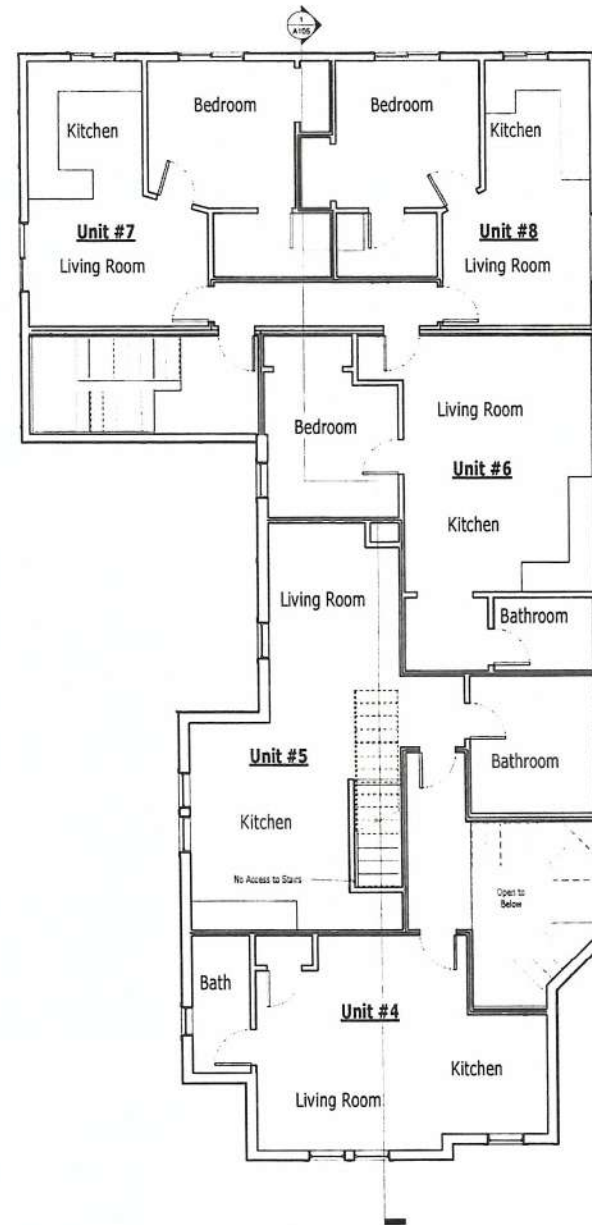 1
A106
Bedroom
Bedroom
Kitchen
Kitchen
Unit #7
Living Room
Unit #8
Living Room
Bedroom
Living Room
Unit #6
Kitchen
Living Room
Bathroom
Unit #5
Bathroom
Kitchen
No Access to Stairs
Open to
Below
Bath
Unit #4
Kitchen
Living Room